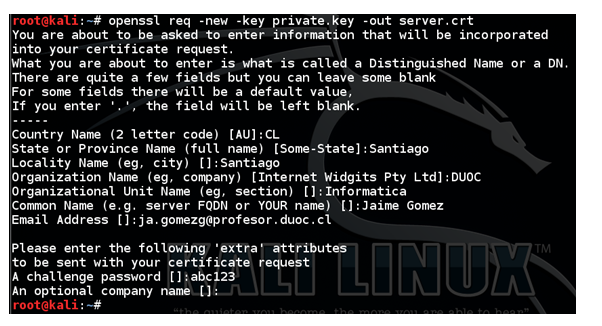 root@kali:~# openssl req -new -key private.key -out server.crt
You are about to be asked to enter information that will be incorporated
into your certificate request.
What you are about to enter is what is called a Distinguished Name or a DN.
There are quite a few fields but you can leave some blank
For some fields there will be a default value,
If you enter '.', the field will be left blank.
-----
Country Name (2 letter code) [AU]:CL
State or Province Name (full name) [Some-State]:Santiago
Locality Name (eg, city) []:Santiago
Organization Name (eg, company) [Internet Widgits Pty Ltd]:DUOC
Organizational Unit Name (eg, section) []:Informatica
Common Name (e.g. server FQDN or YOUR name) []:Jaime Gomez
Email Address []:ja.gomezg@profesor.duoc.cl

Please enter the following 'extra' attributes
to be sent with your certificate request
A challenge password []:abc123
An optional company name []:
root@kali:~#
KALI LINUX™
"the quieter you become, the more you are able to hear"